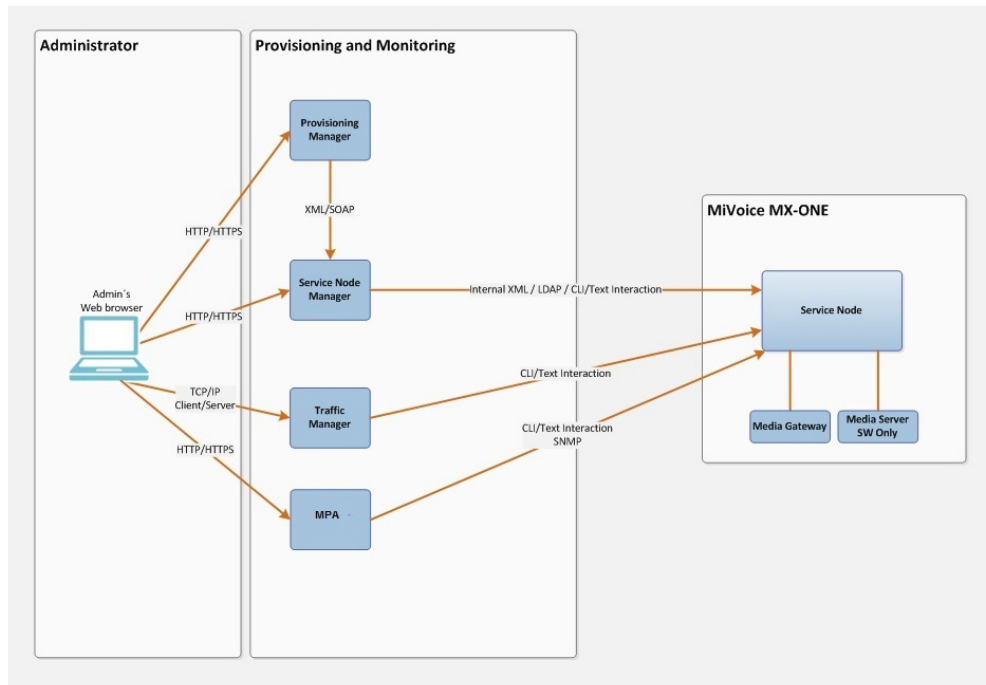 Administrator
Provisioning and Monitoring
Provisioning
Manager
XML/SOAP
HTTP/HTTPS
MiVoice MX-ONE
Admin´s
Web browser
Service Node
Manager
Internal XML / LDAP / CLI/Text Interaction
Service Node
HTTP/HTTPS
CLI/Text Interaction
TCP/IP
Client/Server
Traffic
Manager
Media Gateway
Media Server
SW Only
CLI/Text Interaction
SNMP
HTTP/HTTPS
MPA